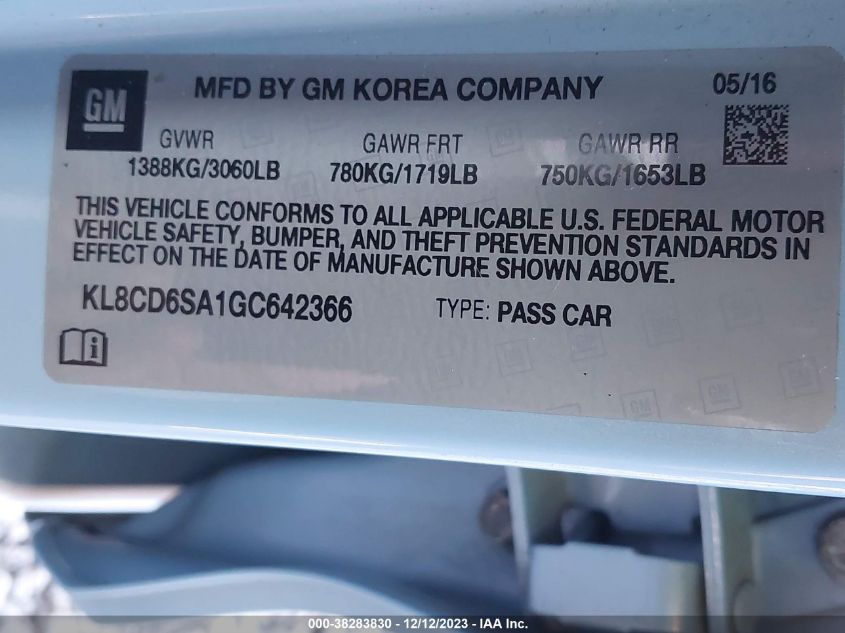 GM
MFD BY GM KOREA COMPANY
05/16
GVWR
GAWR FRT
GAWR RR
1388KG/3060LB
780KG/1719LB
750KG/1653LB
THIS VEHICLE CONFORMS TO ALL APPLICABLE U.S. FEDERAL MOTOR
VEHICLE SAFETY, BUMPER, AND THEFT PREVENTION STANDARDS IN
EFFECT ON THE DATE OF MANUFACTURE SHOWN ABOVE.
KL8CD6SA1GC642366
TYPE: PASS CAR
000-38283830 - 12/12/2023 - IAA Inc.